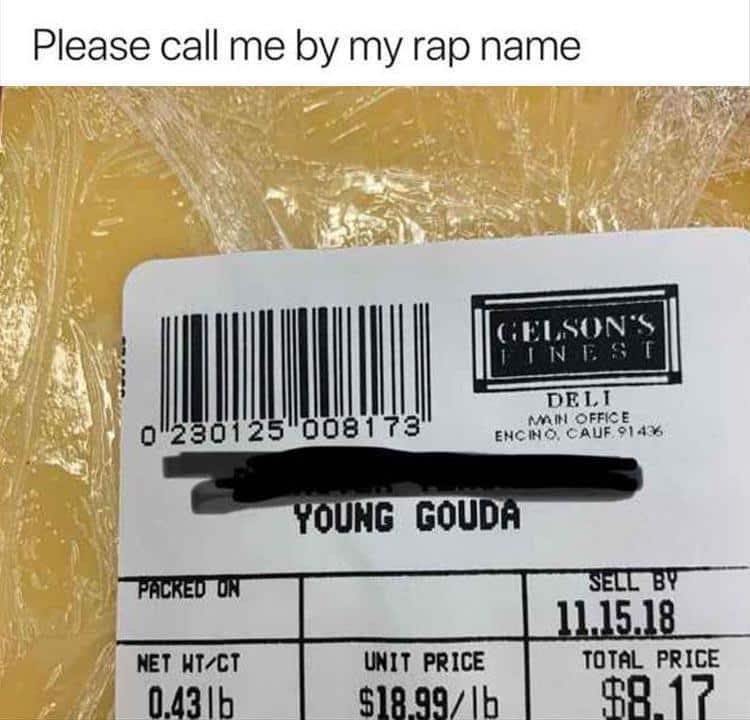 Please call me by my rap name
GELSON'S
FINEST
DELI
MAIN OFFICE
ENCINO, CALIF. 91436
0 230125 008173
YOUNG GOUDA
PACKED ON
SELL BY
11.15.18
NET WT/CT
UNIT PRICE
TOTAL PRICE
0.43 lb
$18.99/lb
$8.17